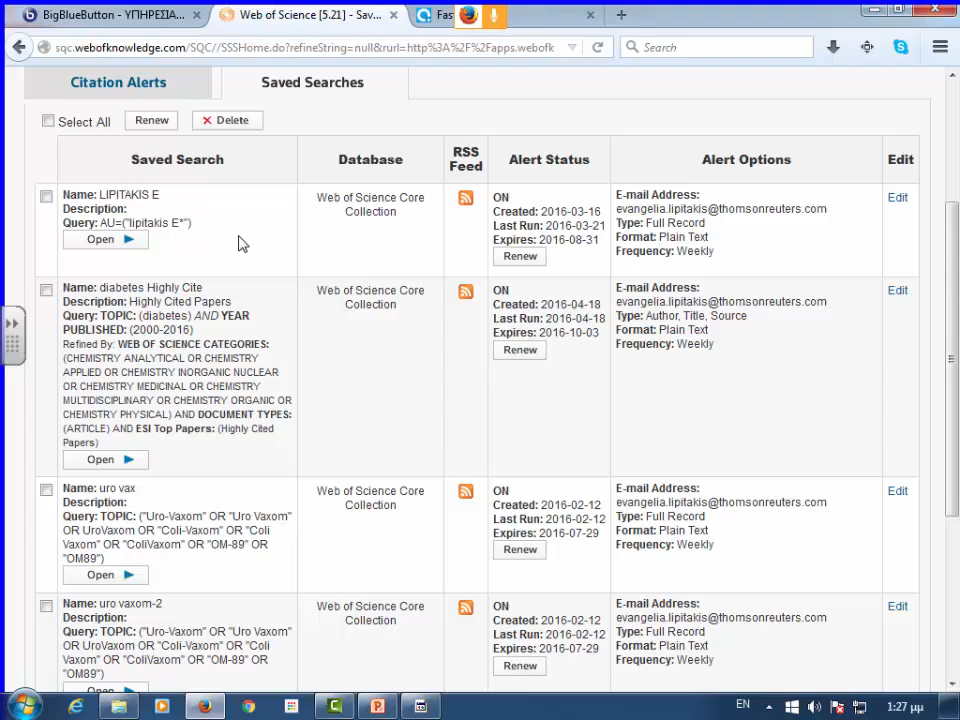 BigBlueButton - ΥΠΗΡΕΣΙΑ...
Web of Science [5.21] - Sav...
Fas
sqc.webofknowledge.com/SQC//SSSHome.do?refineString=null&rurl=http%3A%2F%2Fapps.webofk
Search
Citation Alerts
Saved Searches
Select All
Renew
Delete
Saved Search
Database
RSS
Feed
Alert Status
Alert Options
Edit
Name: LIPITAKIS E
Description:
Query: AU=("lipitakis E*")
Open
Web of Science Core
Collection
ON
Created: 2016-03-16
Last Run: 2016-03-21
Expires: 2016-08-31
Renew
E-mail Address:
evangelia.lipitakis@thomsonreuters.com
Type: Full Record
Format: Plain Text
Frequency: Weekly
Edit
Name: diabetes Highly Cite
Description: Highly Cited Papers
Query: TOPIC: (diabetes) AND YEAR
PUBLISHED: (2000-2016)
Refined By: WEB OF SCIENCE CATEGORIES:
(CHEMISTRY ANALYTICAL OR CHEMISTRY
APPLIED OR CHEMISTRY INORGANIC NUCLEAR
OR CHEMISTRY MEDICINAL OR CHEMISTRY
MULTIDISCIPLINARY OR CHEMISTRY ORGANIC OR
CHEMISTRY PHYSICAL) AND DOCUMENT TYPES:
(ARTICLE) AND ESI Top Papers: (Highly Cited
Papers)
Open
Web of Science Core
Collection
ON
Created: 2016-04-18
Last Run: 2016-04-18
Expires: 2016-10-03
Renew
E-mail Address:
evangelia.lipitakis@thomsonreuters.com
Type: Author, Title, Source
Format: Plain Text
Frequency: Weekly
Edit
Name: uro vax
Description:
Query: TOPIC: ("Uro-Vaxom" OR "Uro Vaxom"
OR UroVaxom OR "Coli-Vaxom" OR "Coli
Vaxom" OR "ColiVaxom" OR "OM-89" OR
"OM89")
Open
Web of Science Core
Collection
ON
Created: 2016-02-12
Last Run: 2016-02-12
Expires: 2016-07-29
Renew
E-mail Address:
evangelia.lipitakis@thomsonreuters.com
Type: Full Record
Format: Plain Text
Frequency: Weekly
Edit
Name: uro vaxom-2
Description:
Query: TOPIC: ("Uro-Vaxom" OR "Uro Vaxom"
OR UroVaxom OR "Coli-Vaxom" OR "Coli
Vaxom" OR "ColiVaxom" OR "OM-89" OR
"OM89")
Open
Web of Science Core
Collection
ON
Created: 2016-02-12
Last Run: 2016-02-12
Expires: 2016-07-29
Renew
E-mail Address:
evangelia.lipitakis@thomsonreuters.com
Type: Full Record
Format: Plain Text
Frequency: Weekly
Edit
EN
1:27 μμ